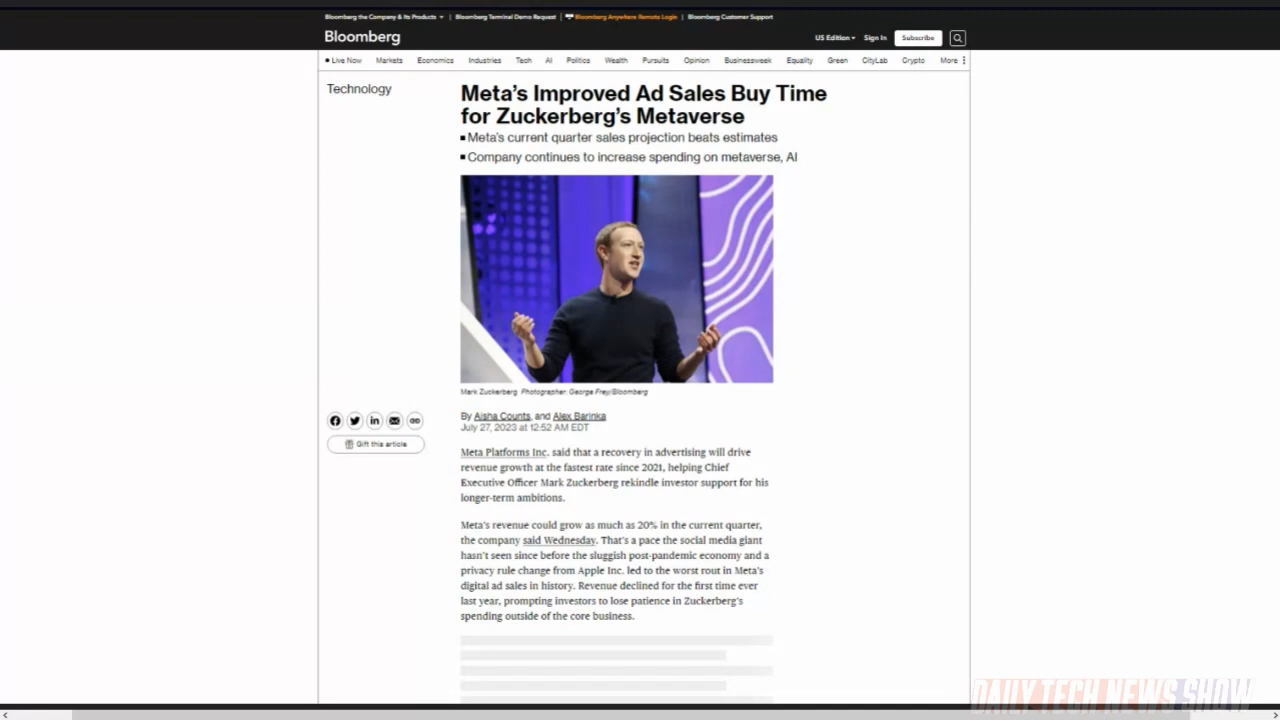 Bloomberg the Company & Its Products | Bloomberg Terminal Demo Request | Bloomberg Anywhere Remote Login | Bloomberg Customer Support
Bloomberg
US Edition Sign In Subscribe
Live Now Markets Economics Industries Tech AI Politics Wealth Pursuits Opinion Businessweek Equality Green CityLab Crypto More
Technology
Meta's Improved Ad Sales Buy Time
for Zuckerberg's Metaverse
Meta's current quarter sales projection beats estimates
Company continues to increase spending on metaverse, AI
Mark Zuckerberg Photographer: George Frey/Bloomberg
By Aisha Counts, and Alex Barinka
July 27, 2023 at 12:52 AM EDT
Gift this article
Meta Platforms Inc. said that a recovery in advertising will drive
revenue growth at the fastest rate since 2021, helping Chief
Executive Officer Mark Zuckerberg rekindle investor support for his
longer-term ambitions.
Meta's revenue could grow as much as 20% in the current quarter,
the company said Wednesday. That's a pace the social media giant
hasn't seen since before the sluggish post-pandemic economy and a
privacy rule change from Apple Inc. led to the worst rout in Meta's
digital ad sales in history. Revenue declined for the first time ever
last year, prompting investors to lose patience in Zuckerberg's
spending outside of the core business.
DAILY TECH NEWS SHOW